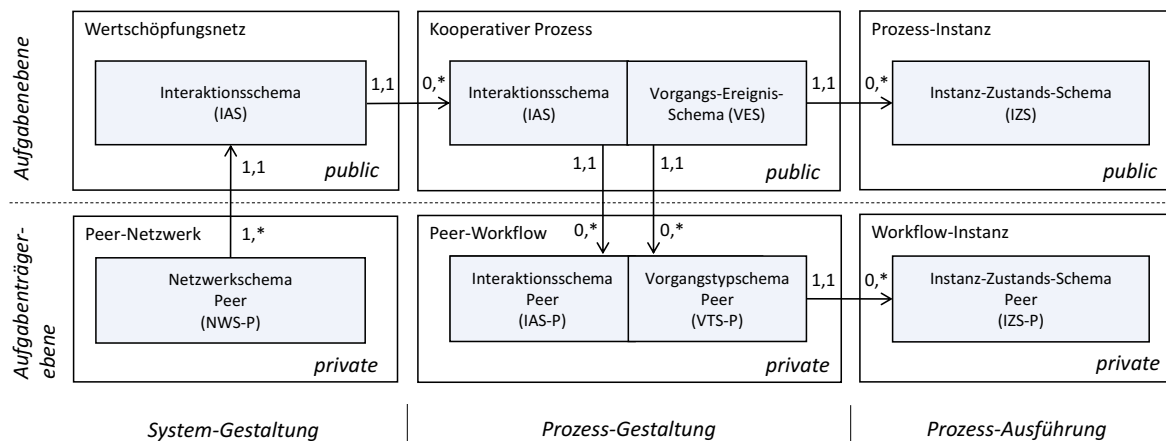 Aufgabenebene
Wertschöpfungsnetz
Interaktionsschema
(IAS)
public
1,1
0,*
Kooperativer Prozess
Interaktionsschema
(IAS)
Vorgangs-Ereignis-
Schema (VES)
public
1,1
0,*
Prozess-Instanz
Instanz-Zustands-Schema
(IZS)
public
1,1
1,1
1,1
Aufgabenträger-
ebene
Peer-Netzwerk
1,*
Netzwerkschema
Peer
(NWS-P)
private
Peer-Workflow
0,*
0,*
Interaktionsschema
Peer
(IAS-P)
Vorgangstypschema
Peer
(VTS-P)
private
1,1
0,*
Workflow-Instanz
Instanz-Zustands-Schema
Peer
(IZS-P)
private
System-Gestaltung
Prozess-Gestaltung
Prozess-Ausführung